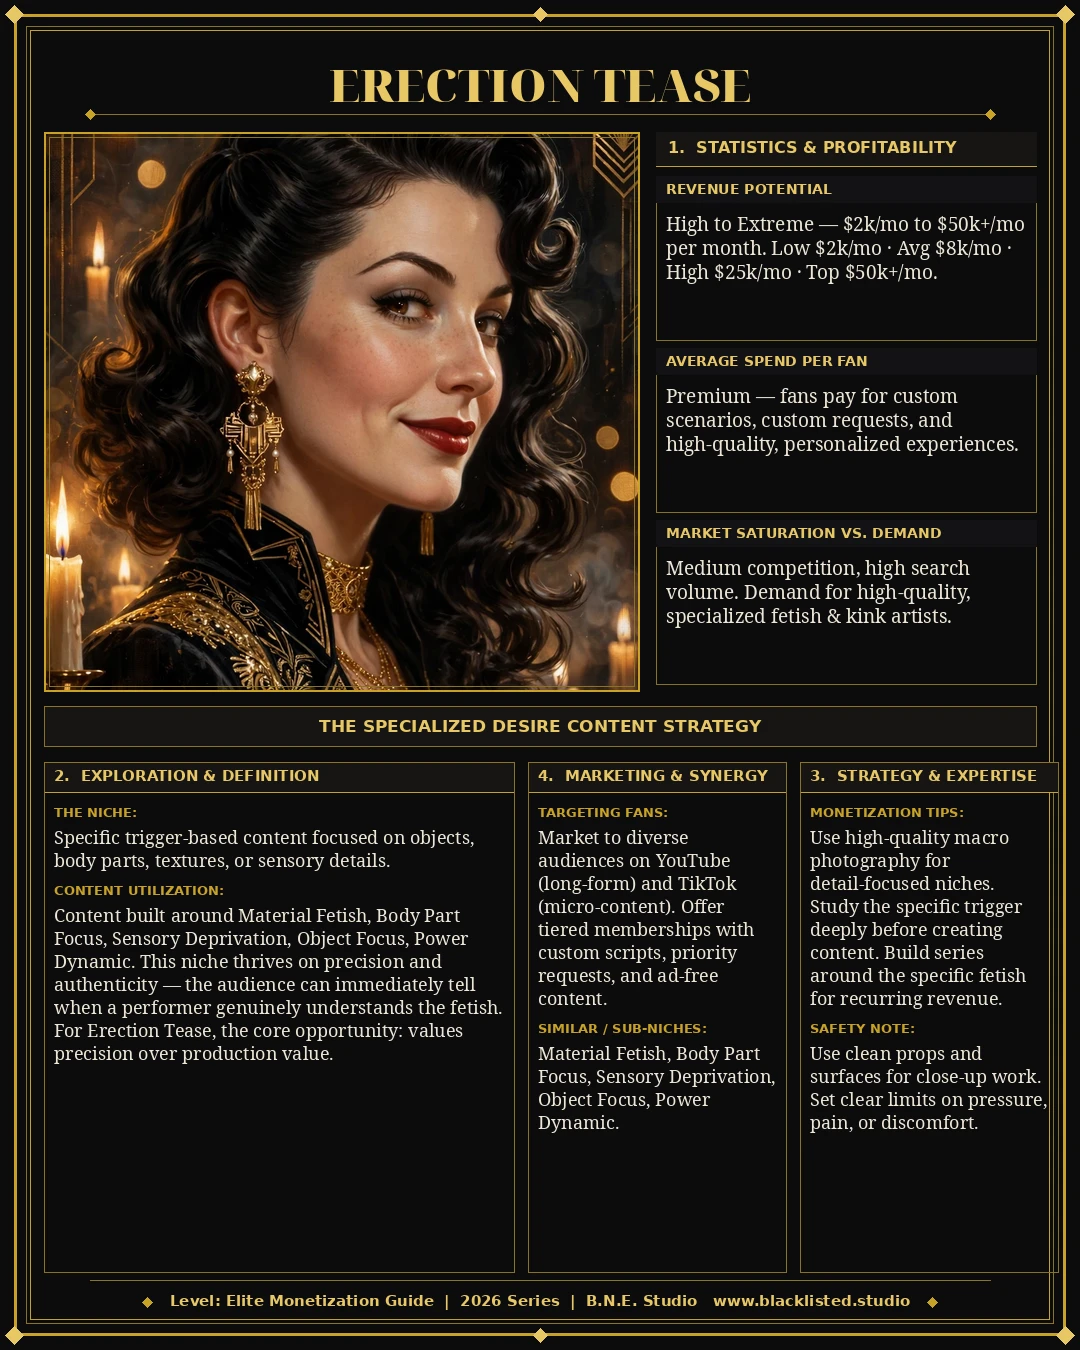 ERECTION TEASE
1. STATISTICS & PROFITABILITY
REVENUE POTENTIAL
High to Extreme — $2k/mo to $50k+/mo
per month. Low $2k/mo · Avg $8k/mo ·
High $25k/mo · Top $50k+/mo.
AVERAGE SPEND PER FAN
Premium — fans pay for custom
scenarios, custom requests, and
high-quality, personalized experiences.
MARKET SATURATION VS. DEMAND
Medium competition, high search
volume. Demand for high-quality,
specialized fetish & kink artists.
THE SPECIALIZED DESIRE CONTENT STRATEGY
2. EXPLORATION & DEFINITION
THE NICHE:
Specific trigger-based content focused on objects,
body parts, textures, or sensory details.
CONTENT UTILIZATION:
Content built around Material Fetish, Body Part
Focus, Sensory Deprivation, Object Focus, Power
Dynamic. This niche thrives on precision and
authenticity — the audience can immediately tell
when a performer genuinely understands the fetish.
For Erection Tease, the core opportunity: values
precision over production value.
4. MARKETING & SYNERGY
TARGETING FANS:
Market to diverse
audiences on YouTube
(long-form) and TikTok
(micro-content). Offer
tiered memberships with
custom scripts, priority
requests, and ad-free
content.
SIMILAR / SUB-NICHES:
Material Fetish, Body Part
Focus, Sensory Deprivation,
Object Focus, Power
Dynamic.
3. STRATEGY & EXPERTISE
MONETIZATION TIPS:
Use high-quality macro
photography for
detail-focused niches.
Study the specific trigger
deeply before creating
content. Build series
around the specific fetish
for recurring revenue.
SAFETY NOTE:
Use clean props and
surfaces for close-up work.
Set clear limits on pressure,
pain, or discomfort.
Level: Elite Monetization Guide | 2026 Series | B.N.E. Studio www.blacklisted.studio